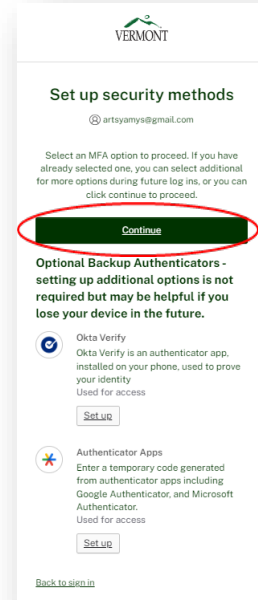 VERMONT
Set up security methods
artsyamys@gmail.com
Select an MFA option to proceed. If you have
already selected one, you can select additional
for more options during future log ins, or you can
click continue to proceed.
Continue
Optional Backup Authenticators -
setting up additional options is not
required but may be helpful if you
lose your device in the future.
Okta Verify
Okta Verify is an authenticator app,
installed on your phone, used to prove
your identity
Used for access
Set up
Authenticator Apps
Enter a temporary code generated
from authenticator apps including
Google Authenticator, and Microsoft
Authenticator.
Used for access
Set up
Back to sign in